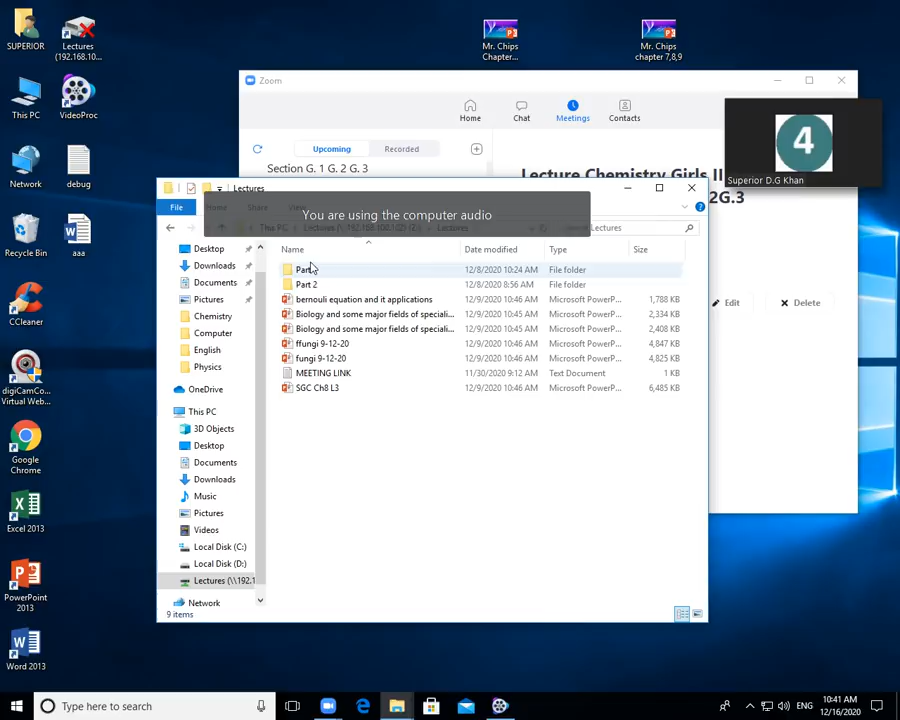 SUPERIOR
Lectures
(192.168.10...
This PC
VideoProc
Network
debug
Recycle Bin
aaa
CCleaner
digiCamCo...
Virtual Web...
Google
Chrome
Excel 2013
PowerPoint
2013
Word 2013
Mr. Chips
Chapter...
Mr. Chips
chapter 7,8,9
Zoom
Home
Chat
Meetings
Contacts
Upcoming
Recorded
Section G. 1 G. 2 G. 3
Lecture Chemistry Girls II
2G.3
4
Superior D.G Khan
Edit
Delete
Lectures
File
Home
Share
View
You are using the computer audio
Name
Date modified
Type
Size
Part
12/8/2020 10:24 AM
File folder
Part 2
12/8/2020 8:56 AM
File folder
bernouli equation and it applications
12/9/2020 10:46 AM
Microsoft PowerP...
1,788 KB
Biology and some major fields of speciali...
12/9/2020 10:45 AM
Microsoft PowerP...
2,334 KB
Biology and some major fields of speciali...
12/9/2020 10:45 AM
Microsoft PowerP...
2,408 KB
ffungi 9-12-20
12/9/2020 10:46 AM
Microsoft PowerP...
4,847 KB
fungi 9-12-20
12/9/2020 10:46 AM
Microsoft PowerP...
4,825 KB
MEETING LINK
11/30/2020 9:12 AM
Text Document
1 KB
SGC Ch8 L3
12/9/2020 10:46 AM
Microsoft PowerP...
6,485 KB
Desktop
Downloads
Documents
Pictures
Chemistry
Computer
English
Physics
OneDrive
This PC
3D Objects
Desktop
Documents
Downloads
Music
Pictures
Videos
Local Disk (C:)
Local Disk (D:)
Lectures (\\192.1
Network
9 items
Type here to search
ENG
10:41 AM
12/16/2020